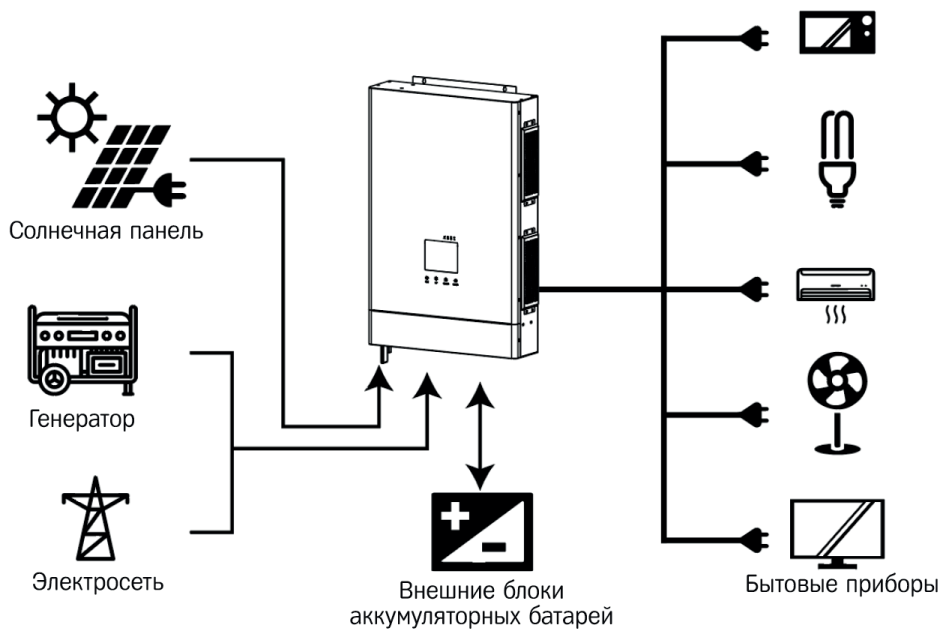 Солнечная панель
Генератор
Электросеть
Внешние блоки
аккумуляторных батарей
Бытовые приборы